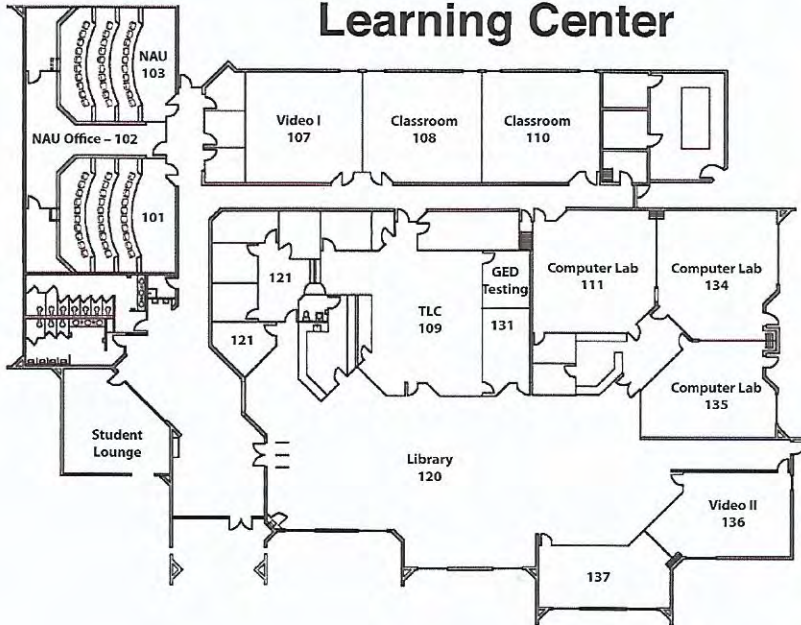 Learning Center
NAU
103
Video I
107
Classroom
108
Classroom
110
NAU Office – 102
101
121
GED
Testing
Computer Lab
111
Computer Lab
134
TLC
109
131
121
Computer Lab
135
Student
Lounge
Library
120
Video II
136
137